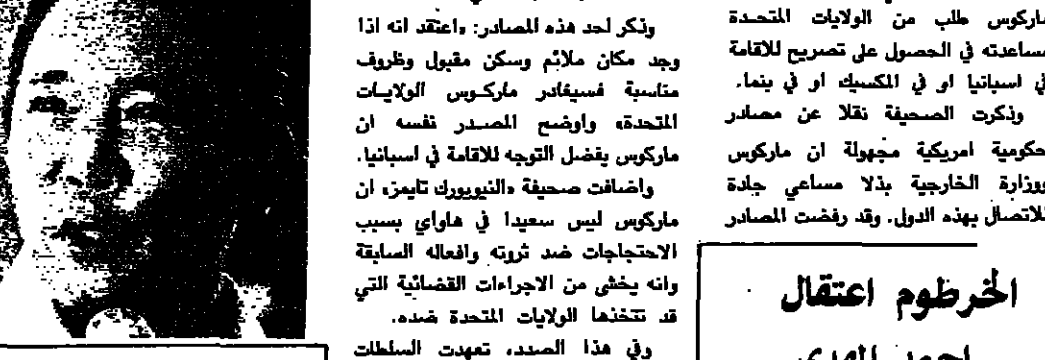 ماركوس طلب من الولايات المتحدة
مساعدته في الحصول على تصريح للاقامة
في اسبانيا او في المكسيك او في بنما.
وذكرت الصحيفة نقلا عن مصادر
حكومية امريكية مجهولة ان ماركوس
ووزارة الخارجية بذلا مساعي جادة
للاتصال بهذه الدول. وقد رفضت المصادر
الخرطوم اعتقال
وذكر احد هذه المصادر: «اعتقد انه اذا
وجد مكان ملائم وسكن مقبول وظروف
مناسبة فسيغادر ماركوس الولايات
المتحدة» واوضح المصدر نفسه ان
ماركوس يفضل التوجه للاقامة في اسبانيا.
واضافت صحيفة «النيويورك تايمز» ان
ماركوس ليس سعيدا في هاواي بسبب
الاحتجاجات ضد ثروته وافعاله السابقة
وانه يخشى من الاجراءات القضائية التي
قد تتخذها الولايات المتحدة ضده.
وفي هذا الصدد، تعهدت السلطات